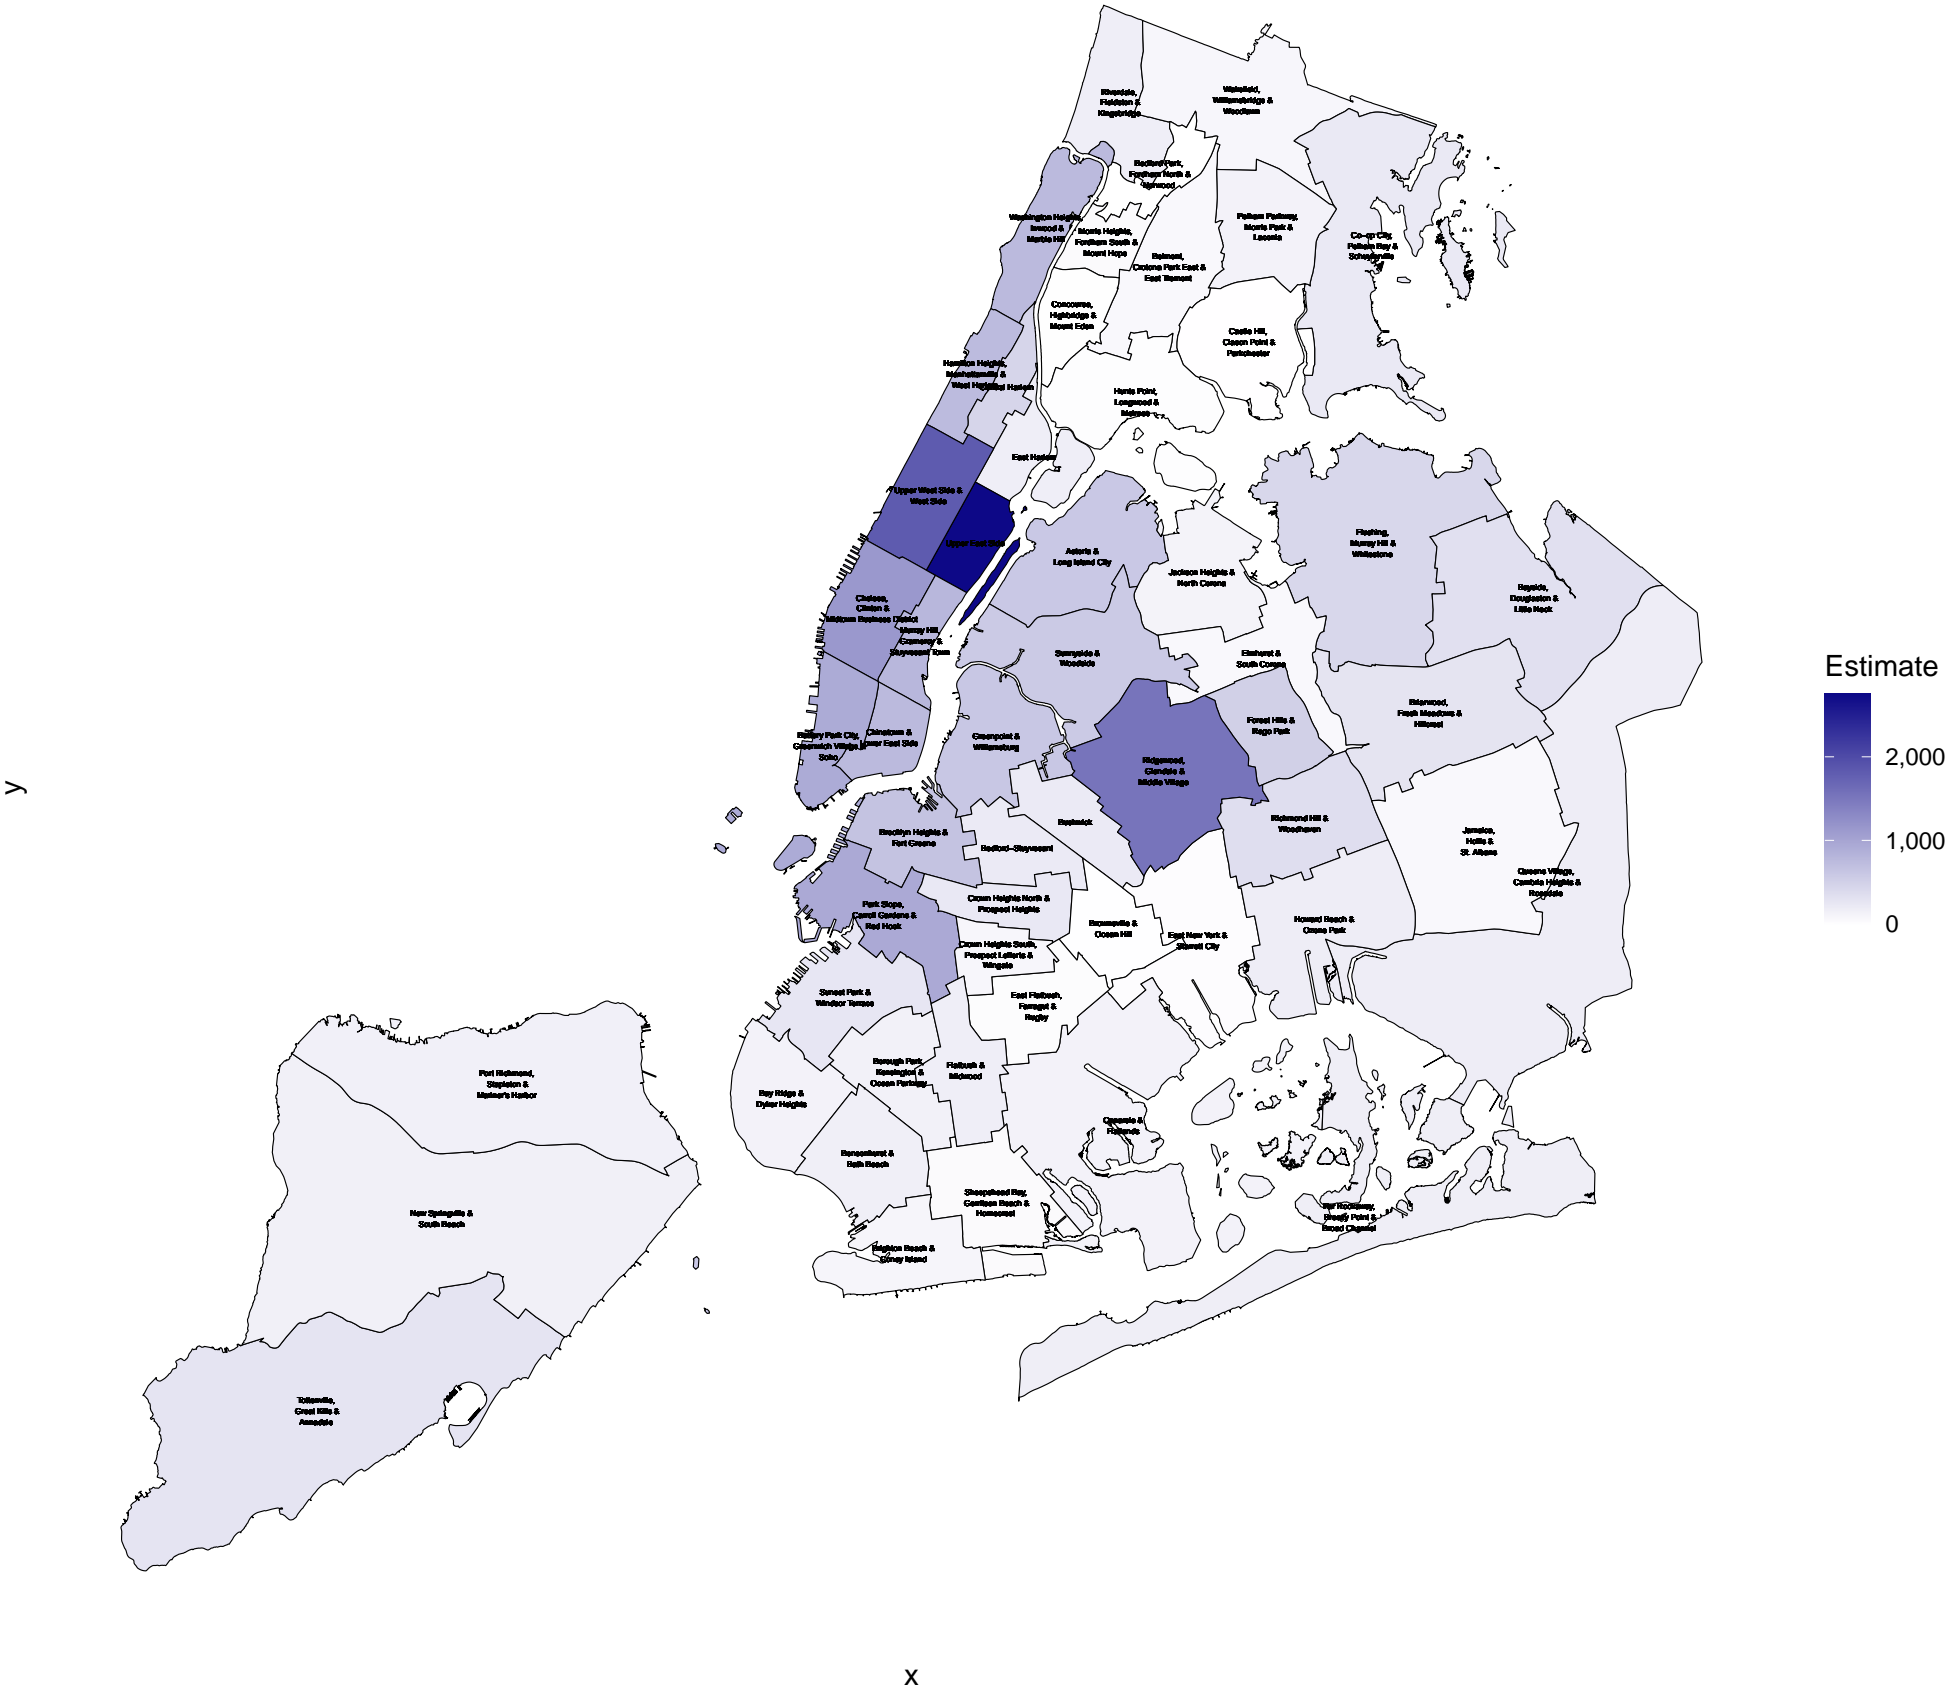 Riverdale,
Fieldston &
Kingsbridge
Wakefield,
Williamsbridge &
Woodlawn
Bedford Park,
Fordham North &
Norwood
Washington Heights,
Inwood &
Marble Hill
Morris Heights,
Fordham South &
Mount Hope
Pelham Parkway,
Morris Park &
Laconia
Co-op City,
Pelham Bay &
Schuylerville
Belmont,
Crotona Park East &
East Tremont
Concourse,
Highbridge &
Mount Eden
Castle Hill,
Clason Point &
Parkchester
Hamilton Heights,
Manhattanville &
West Harlem
Central Harlem
Hunts Point,
Longwood &
Melrose
East Harlem
Upper West Side &
West Side
Upper East Side
Astoria &
Long Island City
Flushing,
Murray Hill &
Whitestone
Jackson Heights &
North Corona
Bayside,
Douglaston &
Little Neck
Chelsea,
Clinton &
Midtown Business District
Murray Hill,
Gramercy &
Stuyvesant Town
Sunnyside &
Woodside
Elmhurst &
South Corona
Estimate
2,000
1,000
0
Briarwood,
Fresh Meadows &
Hillcrest
Forest Hills &
Rego Park
Battery Park City,
Greenwich Village &
Soho
Chinatown &
Lower East Side
Greenpoint &
Williamsburg
Ridgewood,
Glendale &
Middle Village
y
Bushwick
Richmond Hill &
Woodhaven
Brooklyn Heights &
Fort Greene
Bedford-Stuyvesant
Jamaica,
Hollis &
St. Albans
Queens Village,
Cambria Heights &
Rosedale
Park Slope,
Carroll Gardens &
Red Hook
Crown Heights North &
Prospect Heights
Brownsville &
Ocean Hill
East New York &
Starrett City
Howard Beach &
Ozone Park
Crown Heights South,
Prospect Lefferts &
Wingate
Sunset Park &
Windsor Terrace
East Flatbush,
Farragut &
Rugby
Borough Park,
Kensington &
Ocean Parkway
Flatbush &
Midwood
Port Richmond,
Stapleton &
Mariner's Harbor
Bay Ridge &
Dyker Heights
Canarsie &
Flatlands
Bensonhurst &
Bath Beach
Sheepshead Bay,
Gerritsen Beach &
Homecrest
New Springville &
South Beach
Far Rockaway,
Breezy Point &
Broad Channel
Brighton Beach &
Coney Island
Tottenville,
Great Kills &
Annadale
x